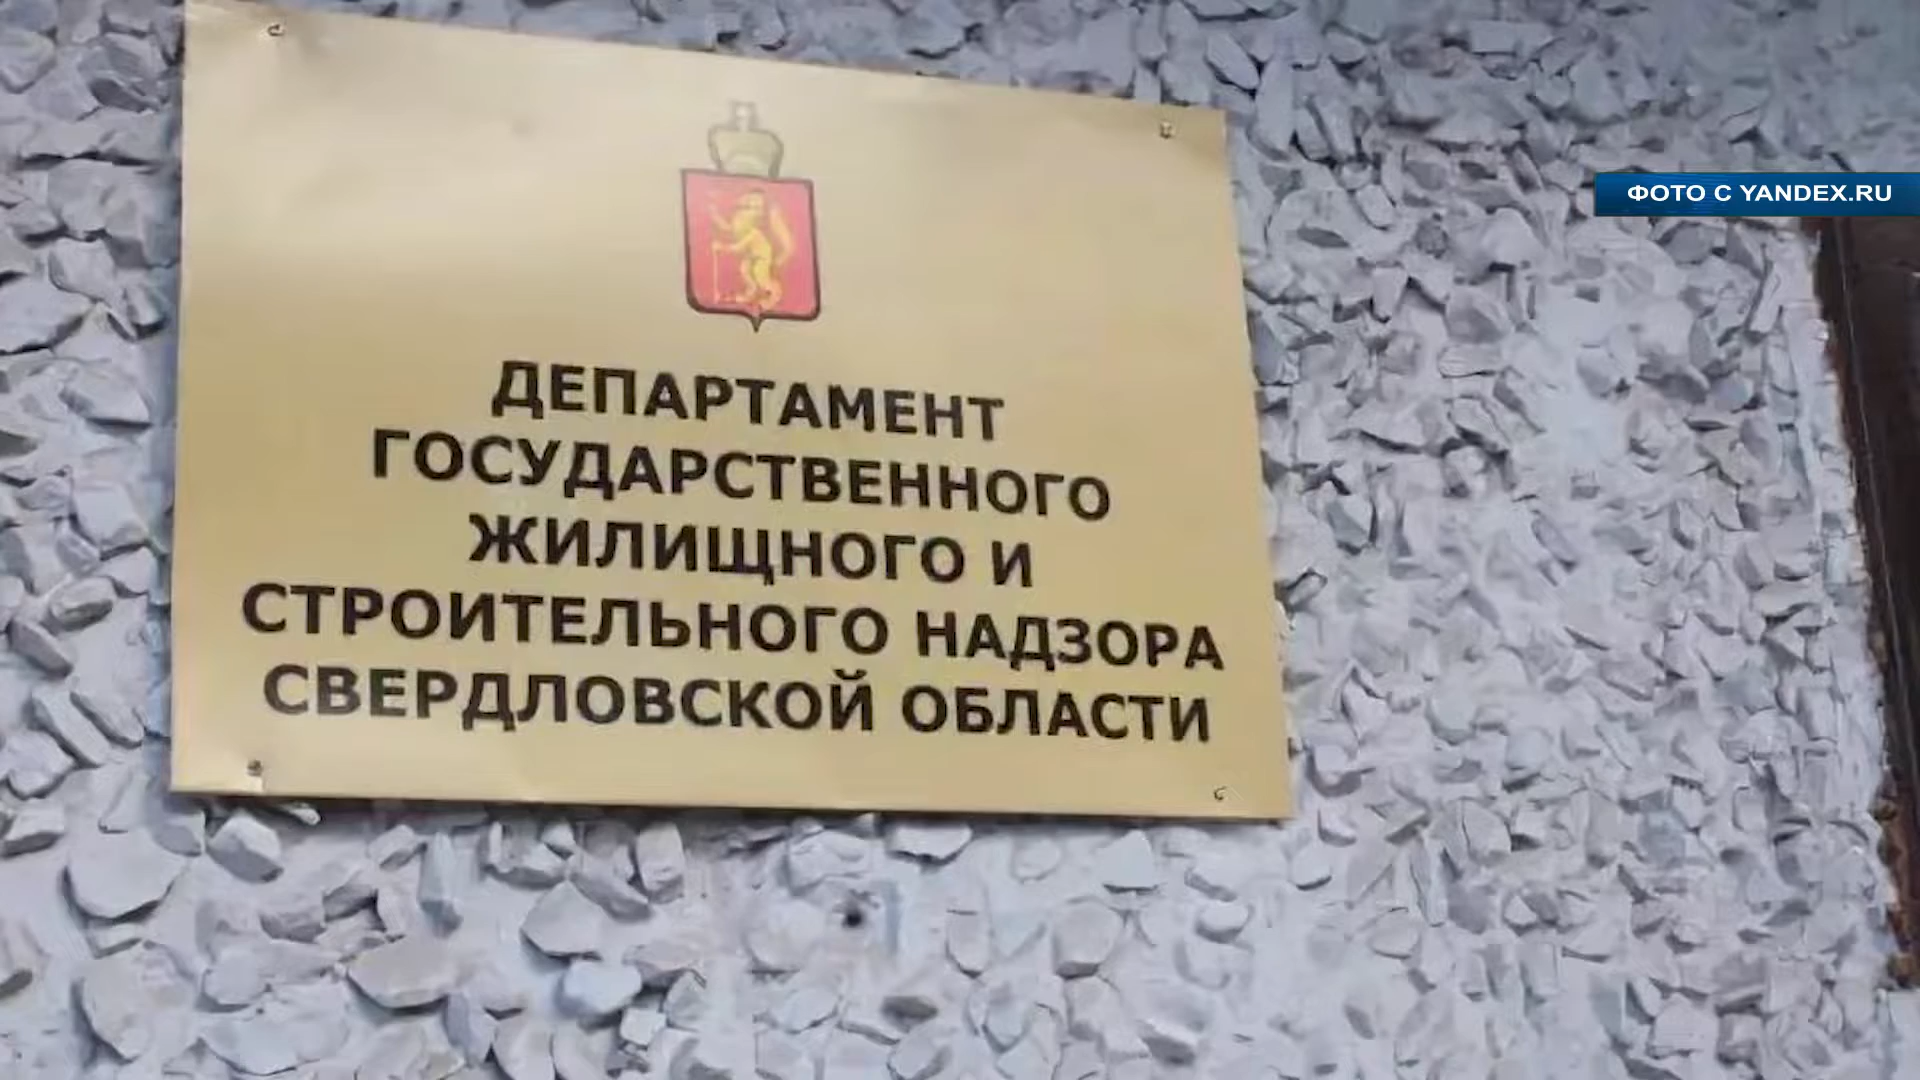 ФОТО С YANDEX.RU
ДЕПАРТАМЕНТ
ГОСУДАРСТВЕННОГО
ЖИЛИЩНОГО И
СТРОИТЕЛЬНОГО НАДЗОРА
СВЕРДЛОВСКОЙ ОБЛАСТИ